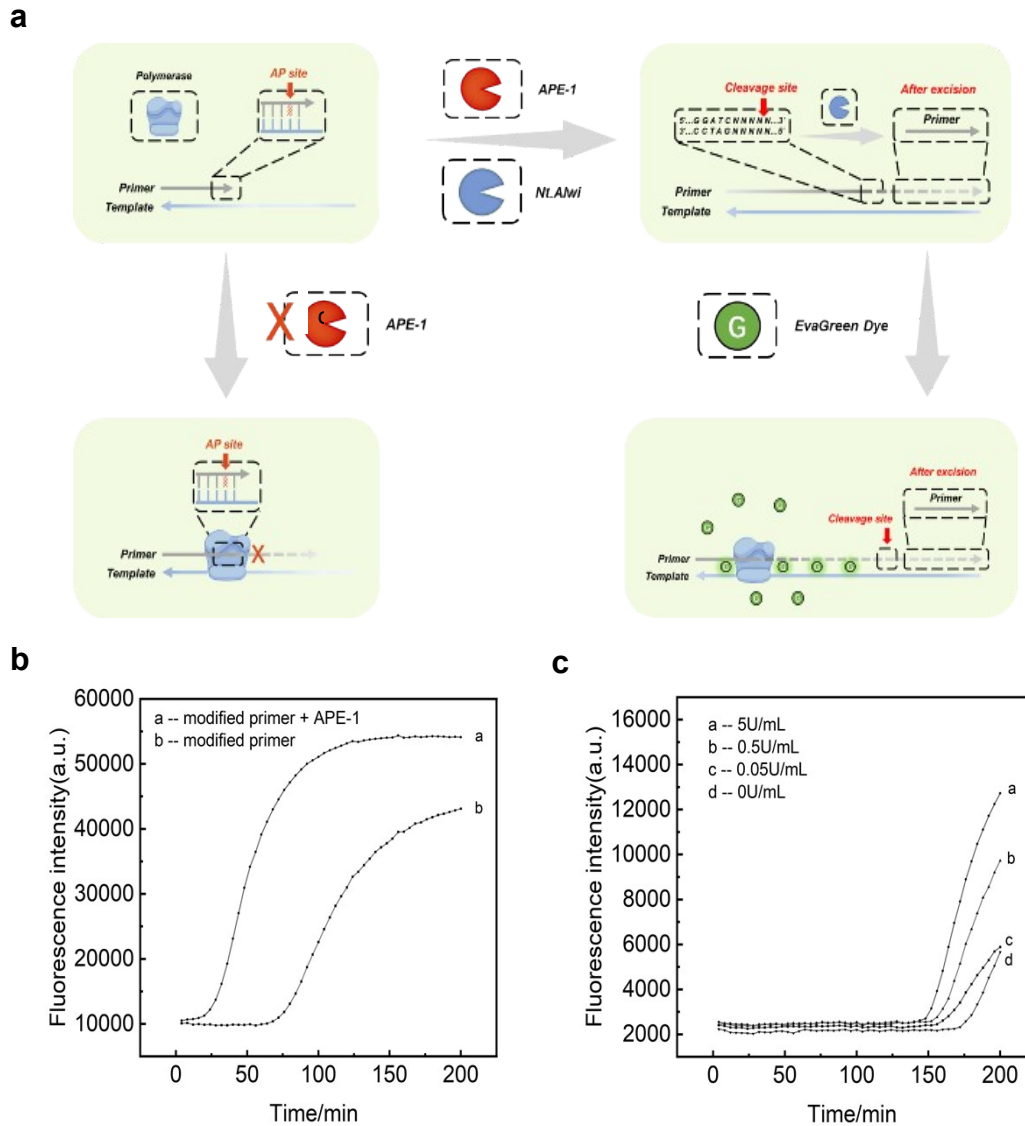 a
Polymerase
AP site
APE-1
Nt.Alwi
Primer
Template
Cleavage site
5'...G G A T C N N N N N...3'
3'...C C T A G N N N N N...5'
After excision
Primer
Primer
Template
X
APE-1
G
EvaGreen Dye
AP site
Primer
X
Template
G
G
G
After excision
Primer
Cleavage site
Primer
Template
G
G
G
G
G
G
b
60000
50000
40000
30000
20000
10000
0
50
100
150
200
Fluorescence intensity(a.u.)
Time/min
a -- modified primer + APE-1
b -- modified primer
a
b
c
16000
14000
12000
10000
8000
6000
4000
2000
0
50
100
150
200
Fluorescence intensity(a.u.)
Time/min
a -- 5U/mL
b -- 0.5U/mL
c -- 0.05U/mL
d -- 0U/mL
a
b
c
d